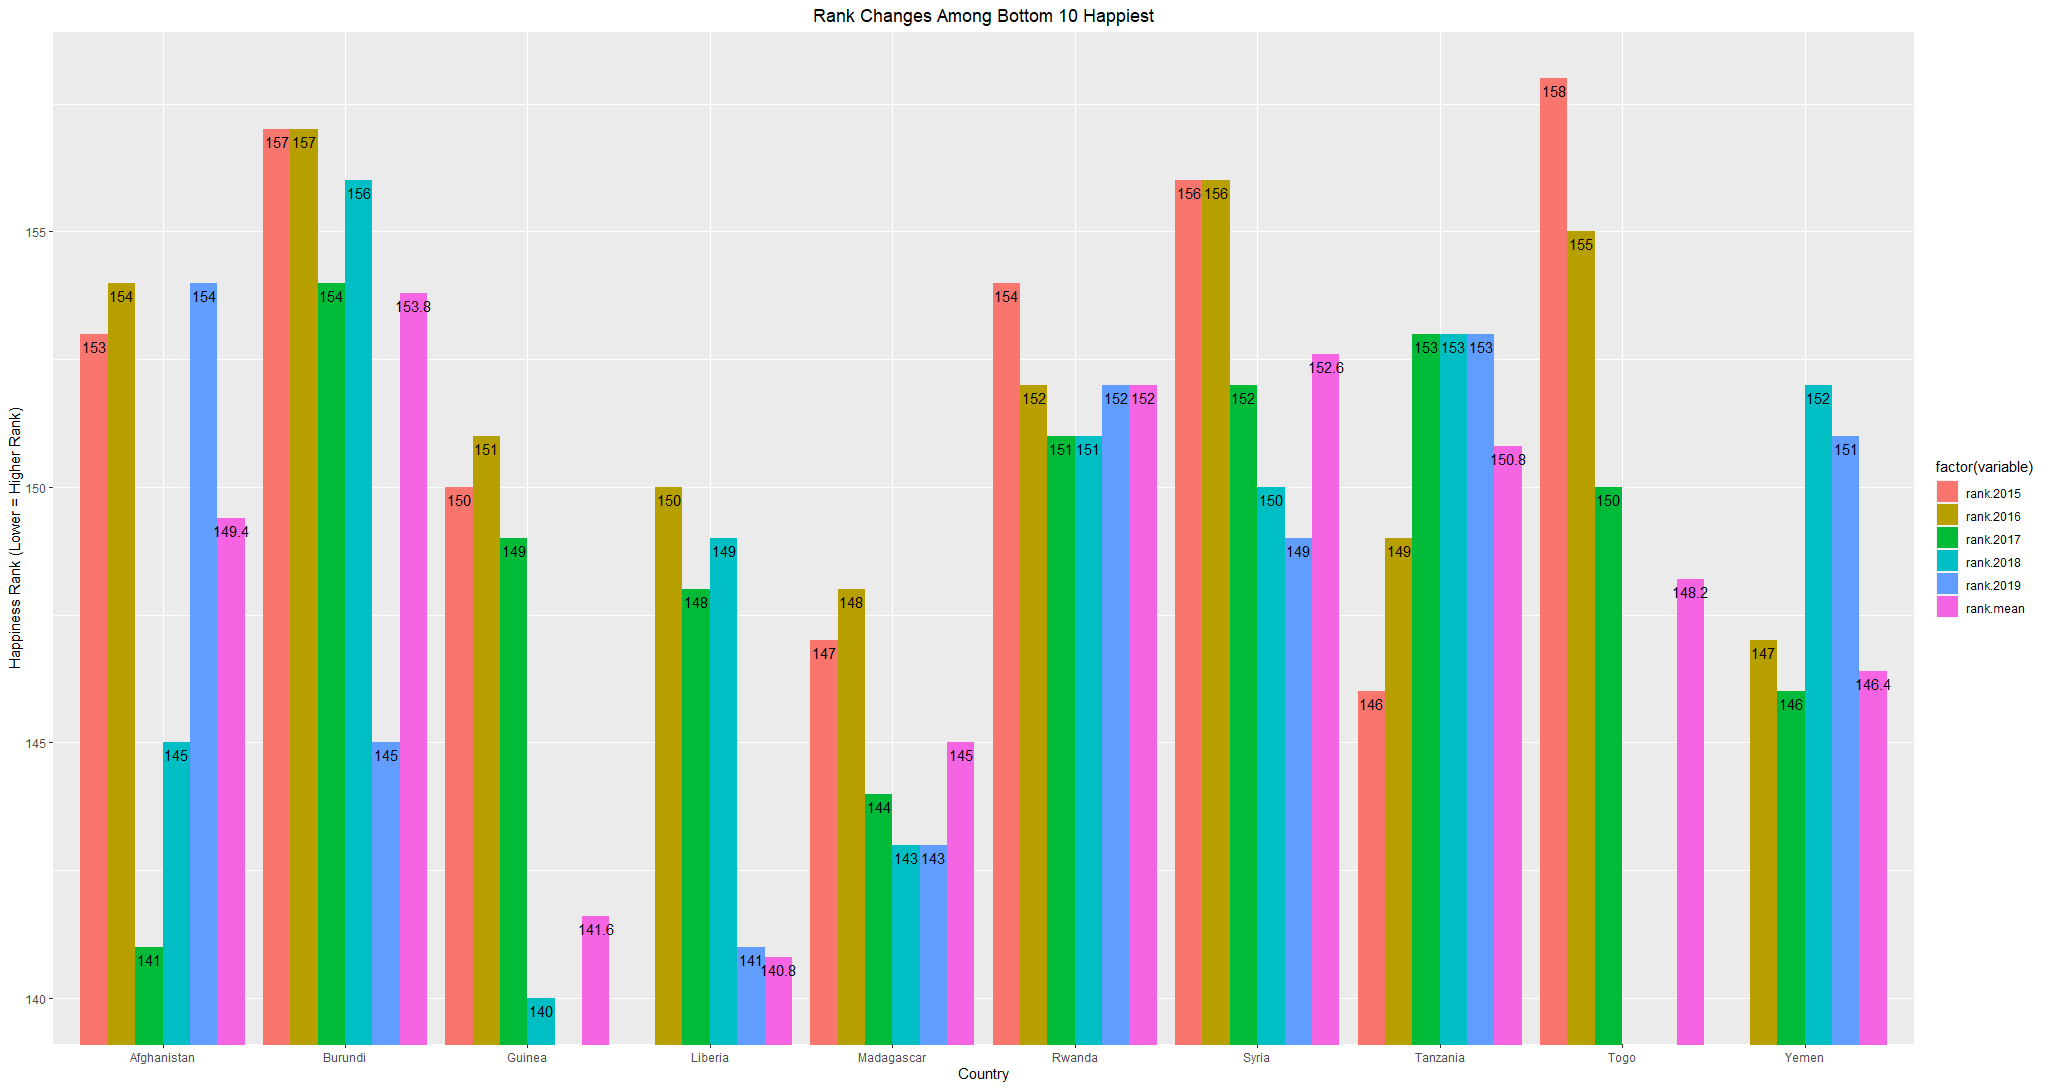 Rank Changes Among Bottom 10 Happiest
Happiness Rank (Lower = Higher Rank)
155
150
145
140
153
154
141
145
154
149.4
157
157
154
156
145
153.8
150
151
149
140
141.6
150
148
149
141
140.8
147
148
144
143
143
145
154
152
151
151
152
152
156
156
152
150
149
152.6
146
149
153
153
153
150.8
158
155
150
148.2
147
146
152
151
146.4
Afghanistan
Burundi
Guinea
Liberia
Madagascar
Rwanda
Syria
Tanzania
Togo
Yemen
Country
factor(variable)
rank.2015
rank.2016
rank.2017
rank.2018
rank.2019
rank.mean